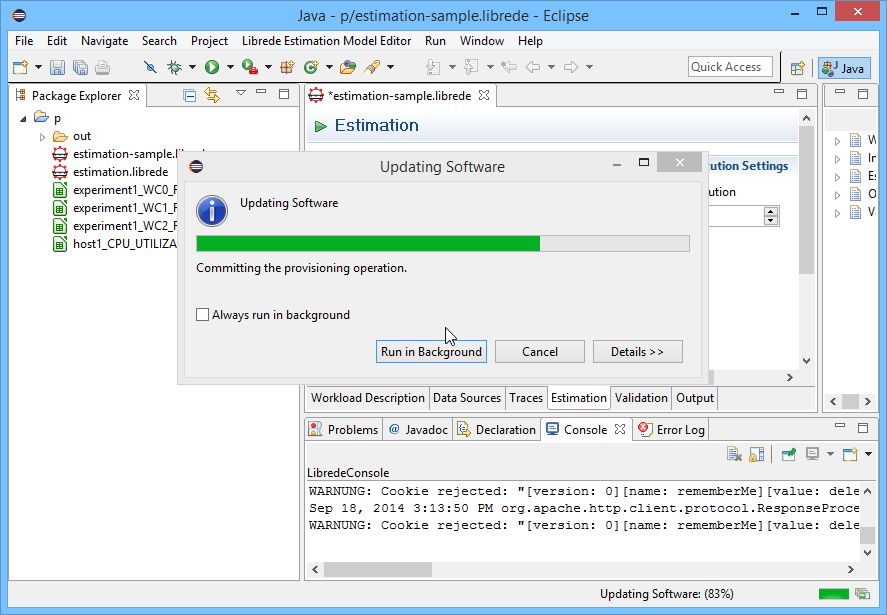 Java - p/estimation-sample.librede - Eclipse
File Edit Navigate Search Project Librede Estimation Model Editor Run Window Help
Quick Access
Java
Package Explorer
*estimation-sample.librede
p
Estimation
out
estimation-sample.
estimation.librede
experiment1_WC0_
experiment1_WC1_
experiment1_WC2_
host1_CPU_UTILIZA
Updating Software
Updating Software
Committing the provisioning operation.
Always run in background
Run in Background Cancel Details >>
ution Settings
ution
Workload Description Data Sources Traces Estimation Validation Output
Problems @ Javadoc Declaration Console Error Log
LibredeConsole
WARNUNG: Cookie rejected: "[version: 0][name: rememberMe][value: dele
Sep 18, 2014 3:13:50 PM org.apache.http.client.protocol.ResponseProce
WARNUNG: Cookie rejected: "[version: 0][name: rememberMe][value: dele
Updating Software: (83%)